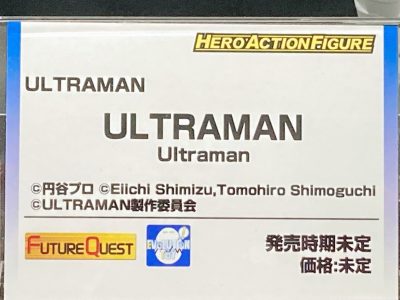 HERO ACTION FIGURE
ULTRAMAN
ULTRAMAN
Ultraman
©円谷プロ ©Eiichi Shimizu,Tomohiro Shimoguchi
©ULTRAMAN製作委員会
FUTURE QUEST
EVOLUTION
発売時期未定
価格:未定